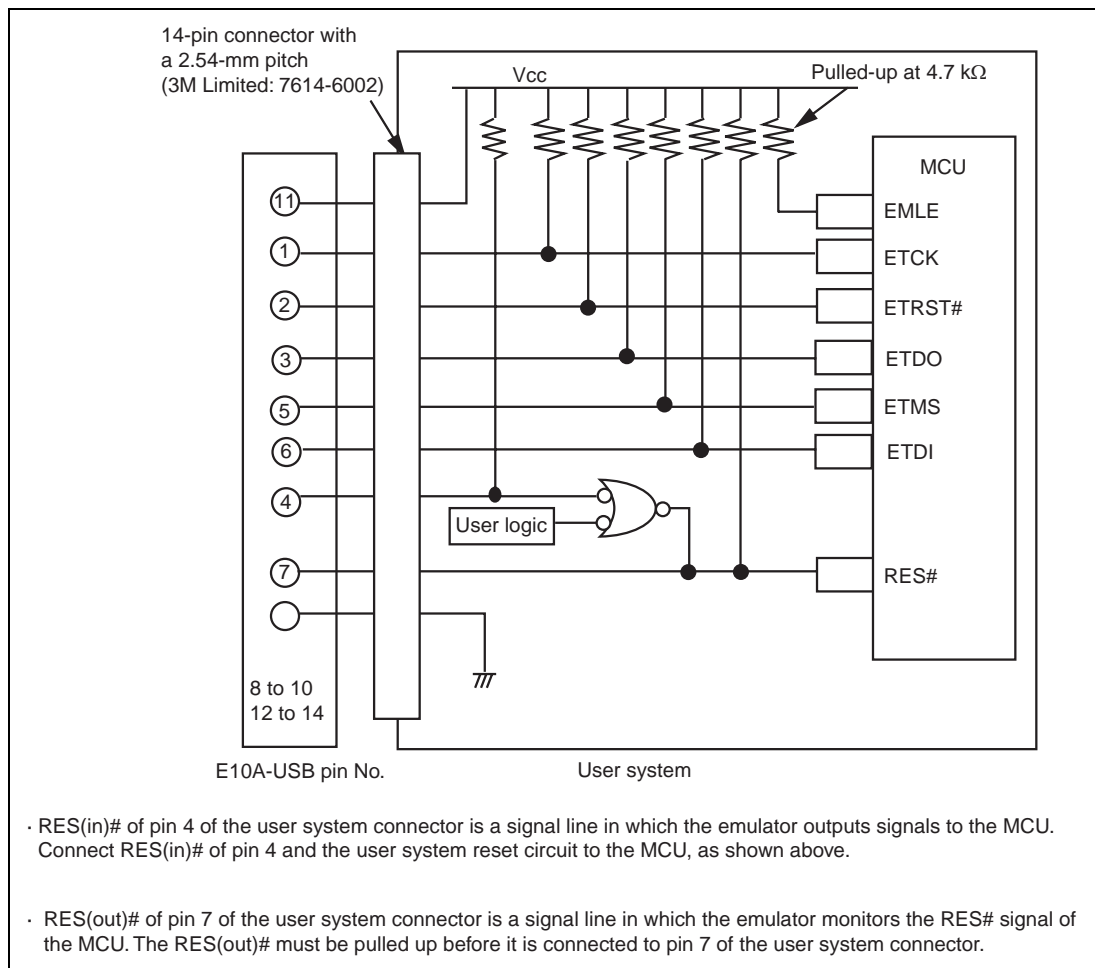 14-pin connector with
a 2.54-mm pitch
(3M Limited: 7614-6002)
Vcc
Pulled-up at 4.7 kΩ
MCU
11
EMLE
1
ETCK
2
ETRST#
3
ETDO
5
ETMS
6
ETDI
4
User logic
7
RES#
8 to 10
12 to 14
E10A-USB pin No.
User system
· RES(in)# of pin 4 of the user system connector is a signal line in which the emulator outputs signals to the MCU.
Connect RES(in)# of pin 4 and the user system reset circuit to the MCU, as shown above.
· RES(out)# of pin 7 of the user system connector is a signal line in which the emulator monitors the RES# signal of
the MCU. The RES(out)# must be pulled up before it is connected to pin 7 of the user system connector.